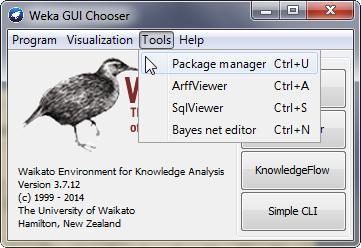 Weka GUI Chooser
Program Visualization Tools Help
Package manager Ctrl+U
ArffViewer Ctrl+A
SqlViewer Ctrl+S
Bayes net editor Ctrl+N
Waikato Environment for Knowledge Analysis
Version 3.7.12
(c) 1999 - 2014
The University of Waikato
Hamilton, New Zealand
KnowledgeFlow
Simple CLI